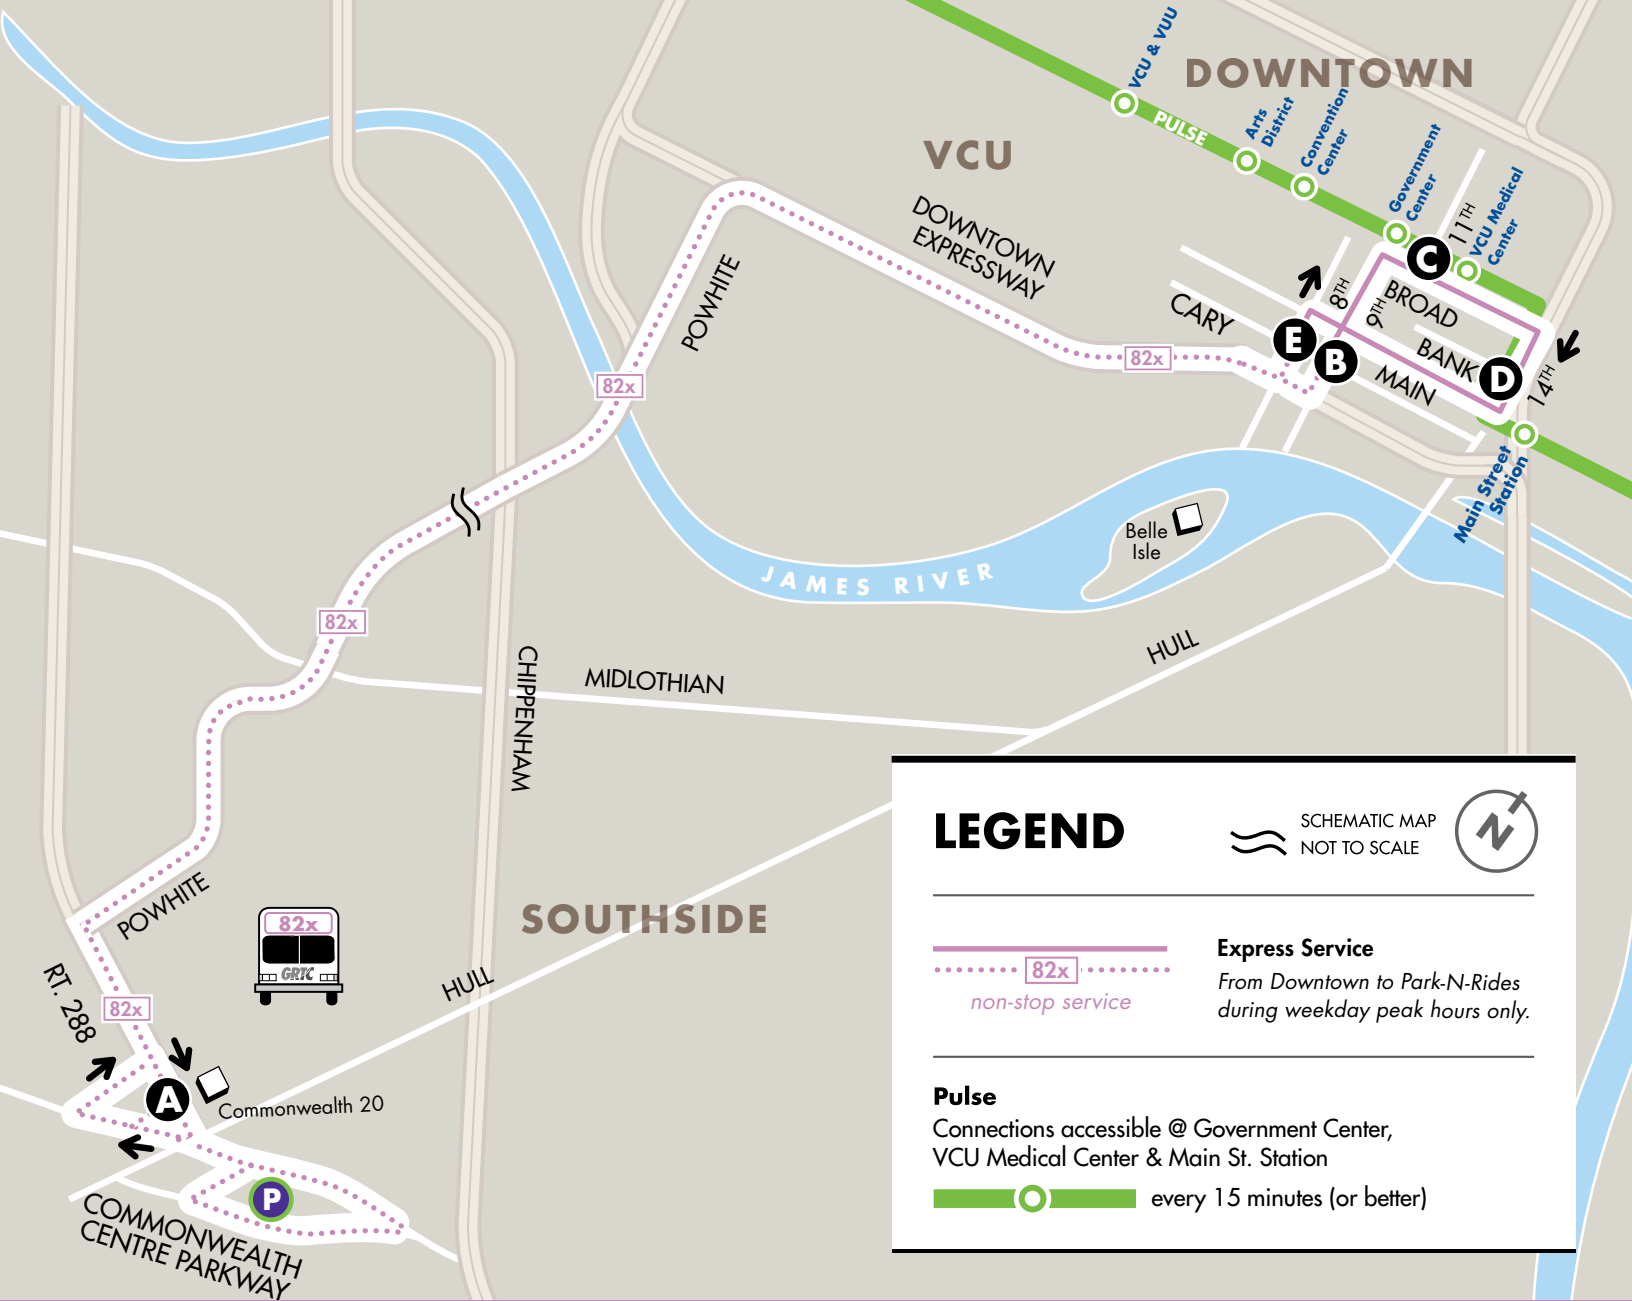 VCU & VUU
DOWNTOWN
PULSE
Arts
District
Convention
Center
Government
Center
11TH
VCU Medical
Center
VCU
DOWNTOWN
EXPRESSWAY
POWHITE
CARY
8TH
9TH
BROAD
BANK
MAIN
14TH
C
E
B
D
82x
82x
Main Street
Station
Belle
Isle
JAMES RIVER
82x
HULL
CHIPPENHAM
MIDLOTHIAN
POWHITE
82x
GRTC
SOUTHSIDE
HULL
RT. 288
82x
A
Commonwealth 20
P
COMMONWEALTH
CENTRE PARKWAY
LEGEND
SCHEMATIC MAP
NOT TO SCALE
N
82x
non-stop service
Express Service
From Downtown to Park-N-Rides
during weekday peak hours only.
Pulse
Connections accessible @ Government Center,
VCU Medical Center & Main St. Station
every 15 minutes (or better)